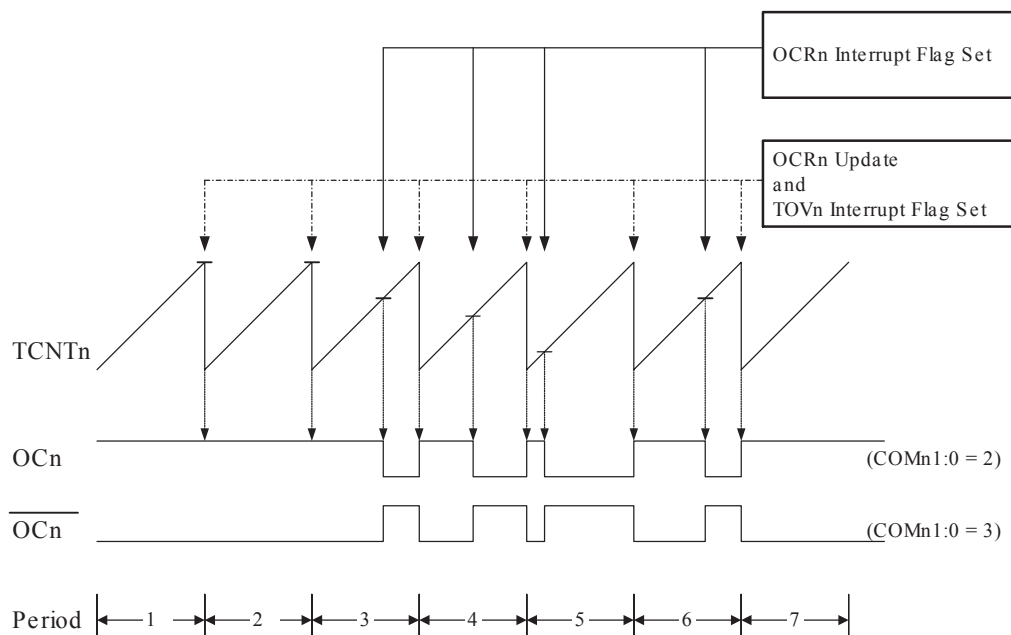 OCRn Interrupt Flag Set
OCRn Update
and
TOVn Interrupt Flag Set
TCNTn
OCn
(COMn1:0 = 2)
OCn
(COMn1:0 = 3)
Period
1
2
3
4
5
6
7